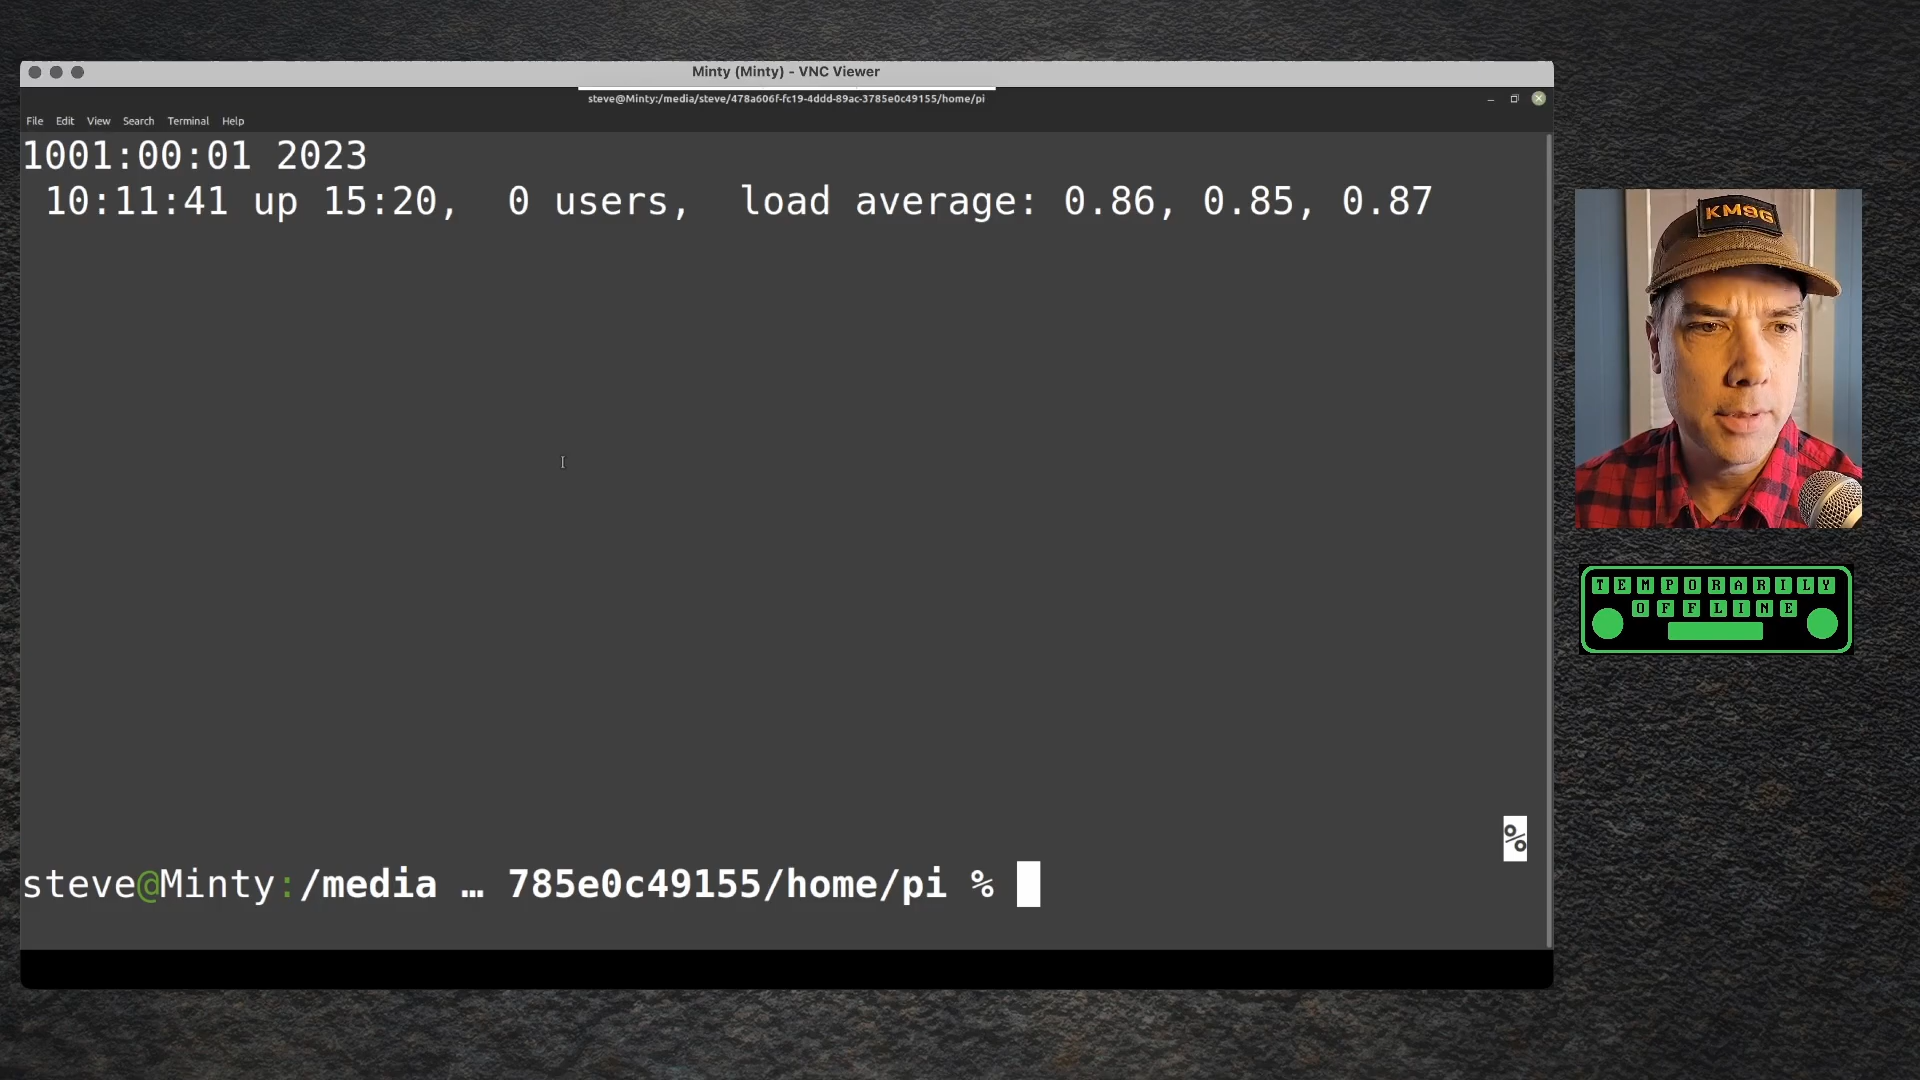 Minty (Minty) - VNC Viewer
steve@Minty:/media/steve/478a606f-fc19-4ddd-89ac-3785e0c49155/home/pi
File Edit View Search Terminal Help
1001:00:01 2023
10:11:41 up 15:20, 0 users, load average: 0.86, 0.85, 0.87
%
steve@Minty:/media … 785e0c49155/home/pi %
KM9G
TEMPORARILY
OFFLINE